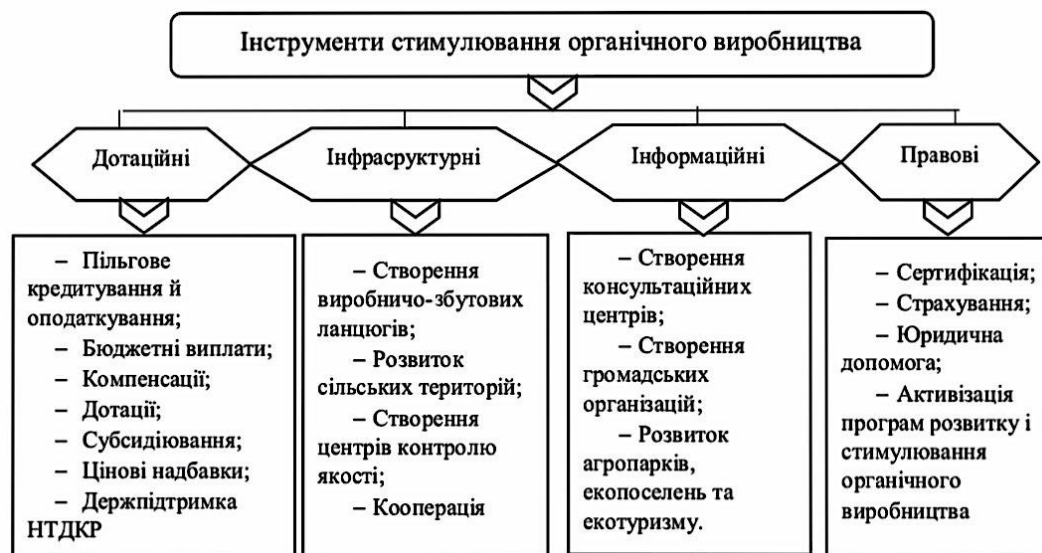 Інструменти стимулювання органічного виробництва
Дотаційні
Інфрасруктурні
Інформаційні
Правові
– Пільгове
кредитування й
оподаткування;
– Бюджетні виплати;
– Компенсації;
– Дотації;
– Субсидіювання;
– Цінові надбавки;
– Держпідтримка
НТДКР
– Створення
виробничо-збутових
ланцюгів;
– Розвиток
сільських територій;
– Створення
центрів контролю
якості;
– Кооперація
– Створення
консультаційних
центрів;
– Створення
громадських
організацій;
– Розвиток
агропарків,
екопоселень та
екотуризму.
– Сертифікація;
– Страхування;
– Юридична
допомога;
– Активізація
програм розвитку і
стимулювання
органічного
виробництва